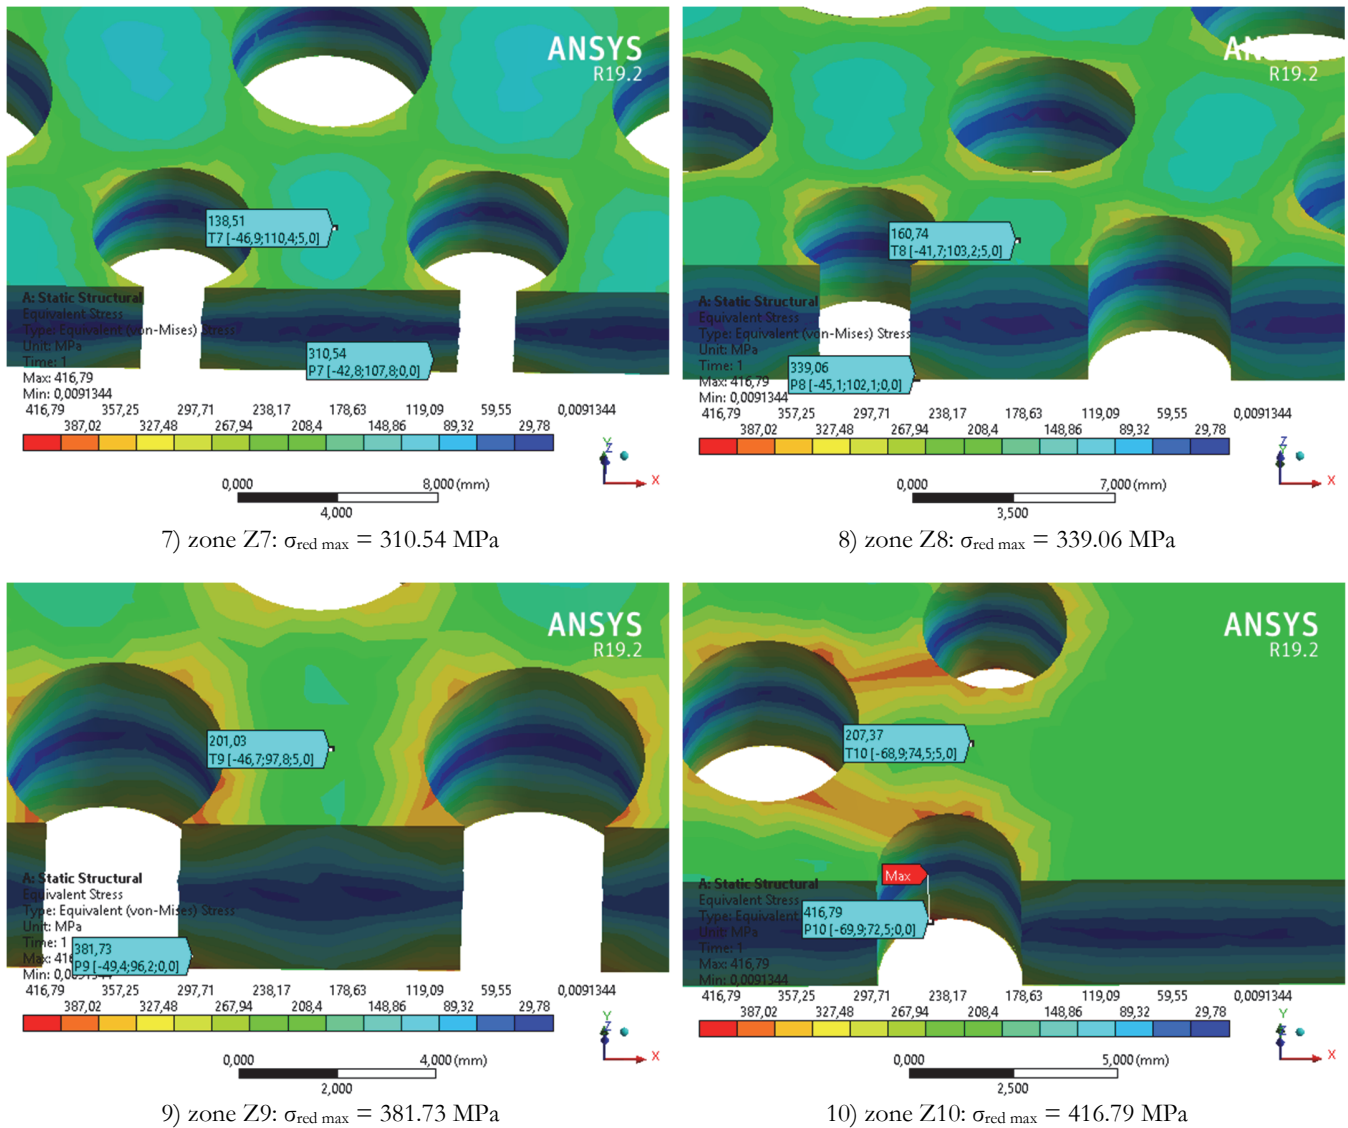 ANSYS
R19.2
138,51
T7 [-46,9;110,4;5,0]
A: Static Structural
Equivalent Stress
Type: Equivalent (von-Mises) Stress
Unit: MPa
Time: 1
Max: 416,79
Min: 0,0091344
310,54
P7 [-42,8;107,8;0,0]
416,79 357,25 297,71 238,17 178,63 119,09 59,55 0,0091344
387,02 327,48 267,94 208,4 148,86 89,32 29,78
0,000 8,000 (mm)
4,000
Y
Z
X
7) zone Z7: σred max = 310.54 MPa
ANSYS
R19.2
160,74
T8 [-41,7;103,2;5,0]
A: Static Structural
Equivalent Stress
Type: Equivalent (von-Mises) Stress
Unit: MPa
Time: 1
Max: 416,79
Min: 0,0091344
339,06
P8 [-45,1;102,1;0,0]
416,79 357,25 297,71 238,17 178,63 119,09 59,55 0,0091344
387,02 327,48 267,94 208,4 148,86 89,32 29,78
0,000 7,000 (mm)
3,500
Z
Y
X
8) zone Z8: σred max = 339.06 MPa
ANSYS
R19.2
201,03
T9 [-46,7;97,8;5,0]
A: Static Structural
Equivalent Stress
Type: Equivalent (von-Mises) Stress
Unit: MPa
Time: 1
Max: 416
Min: 0,0091344
381,73
P9 [-49,4;96,2;0,0]
416,79 357,25 297,71 238,17 178,63 119,09 59,55 0,0091344
387,02 327,48 267,94 208,4 148,86 89,32 29,78
0,000 4,000 (mm)
2,000
Y
Z
X
9) zone Z9: σred max = 381.73 MPa
ANSYS
R19.2
207,37
T10 [-68,9;74,5;5,0]
Max
A: Static Structural
Equivalent Stress
Type: Equivalent
Unit: MPa
Time: 1
Max: 416,79
Min: 0,0091344
416,79
P10 [-69,9;72,5;0,0]
416,79 357,25 297,71 238,17 178,63 119,09 59,55 0,0091344
387,02 327,48 267,94 208,4 148,86 89,32 29,78
0,000 5,000 (mm)
2,500
Y
Z
X
10) zone Z10: σred max = 416.79 MPa